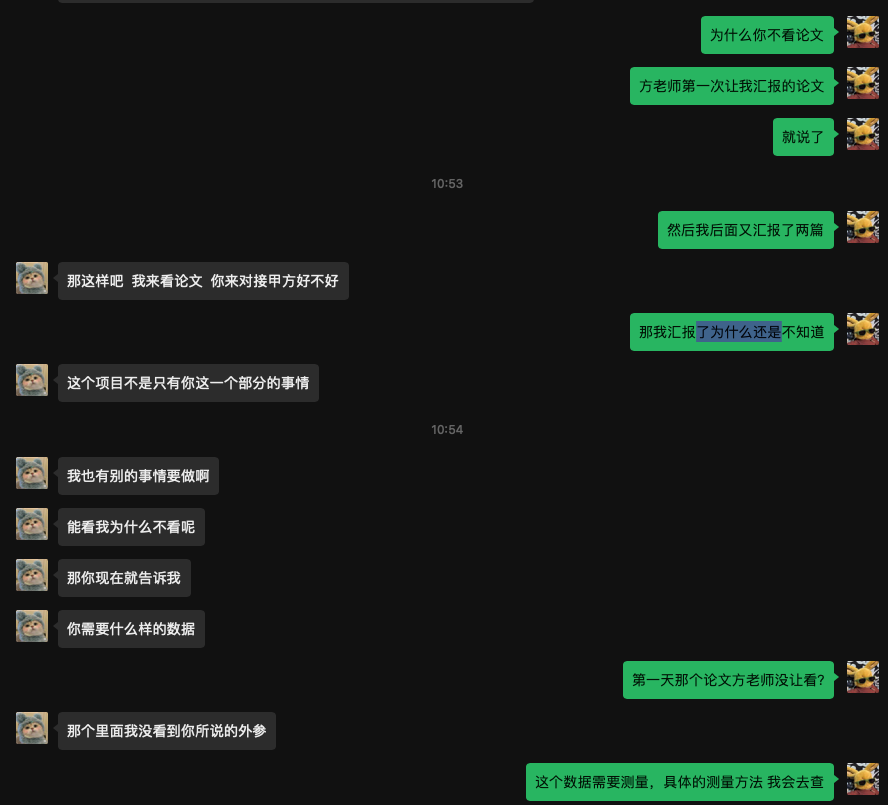 为什么你不看论文
方老师第一次让我汇报的论文
就说了
10:53
然后我后面又汇报了两篇
那这样吧 我来看论文 你来对接甲方好不好
那我汇报了为什么还是不知道
这个项目不是只有你这一个部分的事情
10:54
我也有别的事情要做啊
能看我为什么不看呢
那你现在就告诉我
你需要什么样的数据
第一天那个论文方老师没让看?
那个里面我没看到你所说的外参
这个数据需要测量，具体的测量方法 我会去查